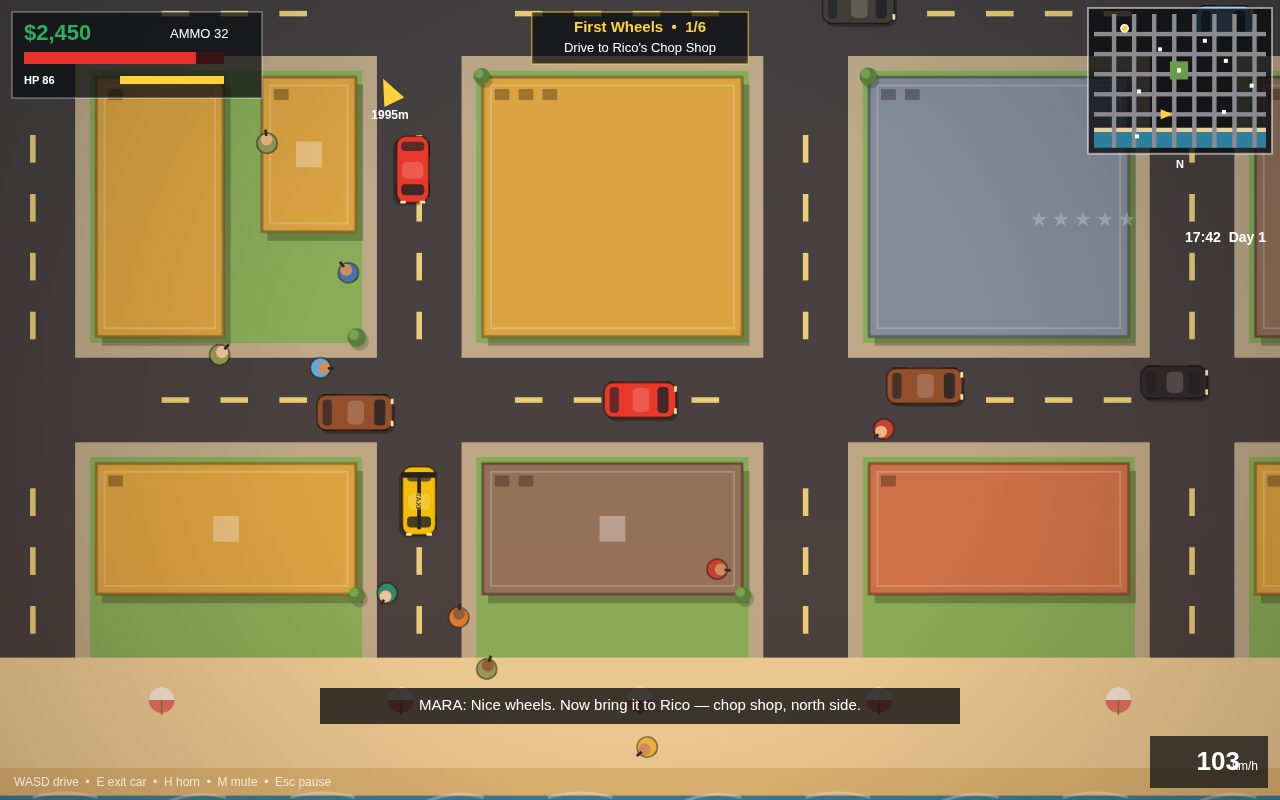 $2,450
AMMO 32
HP 86
First Wheels • 1/6
Drive to Rico's Chop Shop
1995m
N
17:42 Day 1
TAXI
MARA: Nice wheels. Now bring it to Rico — chop shop, north side.
WASD drive • E exit car • H horn • M mute • Esc pause
103 km/h